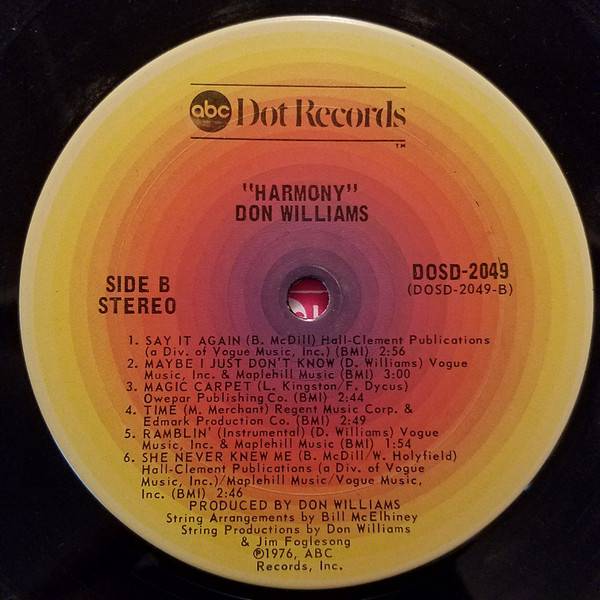 abc Dot Records
TM
"HARMONY"
DON WILLIAMS
SIDE B
STEREO
DOSD-2049
(DOSD-2049-B)
1. SAY IT AGAIN (B. McDill) Hall-Clement Publications
(a Div. of Vogue Music, Inc.) (BMI) 2:56
2. MAYBE I JUST DON'T KNOW (D. Williams) Vogue
Music, Inc. & Maplehill Music (BMI) 3:00
3. MAGIC CARPET (L. Kingston/F. Dycus)
Owepar Publishing Co. (BMI) 2:44
4. TIME (M. Merchant) Regent Music Corp. &
Edmark Production Co. (BMI) 2:49
5. RAMBLIN' (Instrumental) (D. Williams) Vogue
Music, Inc. & Maplehill Music (BMI) 1:54
6. SHE NEVER KNEW ME (B. McDill/W. Holyfield)
Hall-Clement Publications (a Div. of Vogue
Music, Inc.)/Maplehill Music/Vogue Music,
Inc. (BMI) 2:46
PRODUCED BY DON WILLIAMS
String Arrangements by Bill McElhiney
String Productions by Don Williams
& Jim Foglesong
℗1976, ABC
Records, Inc.